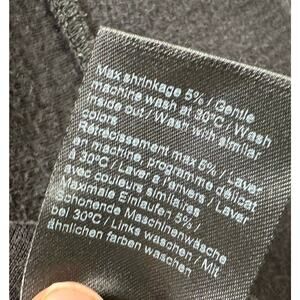 Max shrinkage 5% / Gentle
machine wash at 30°C / Wash
inside out / Wash with similar
colors
Rétrécissement max 5% / Laver
en machine, programme délicat
à 30°C / Laver à l'envers / Laver
avec couleurs similaires
Maximale Einlaufen 5% /
Schonende Maschinenwäsche
bei 30°C / Links waschen / Mit
ähnlichen farben waschen